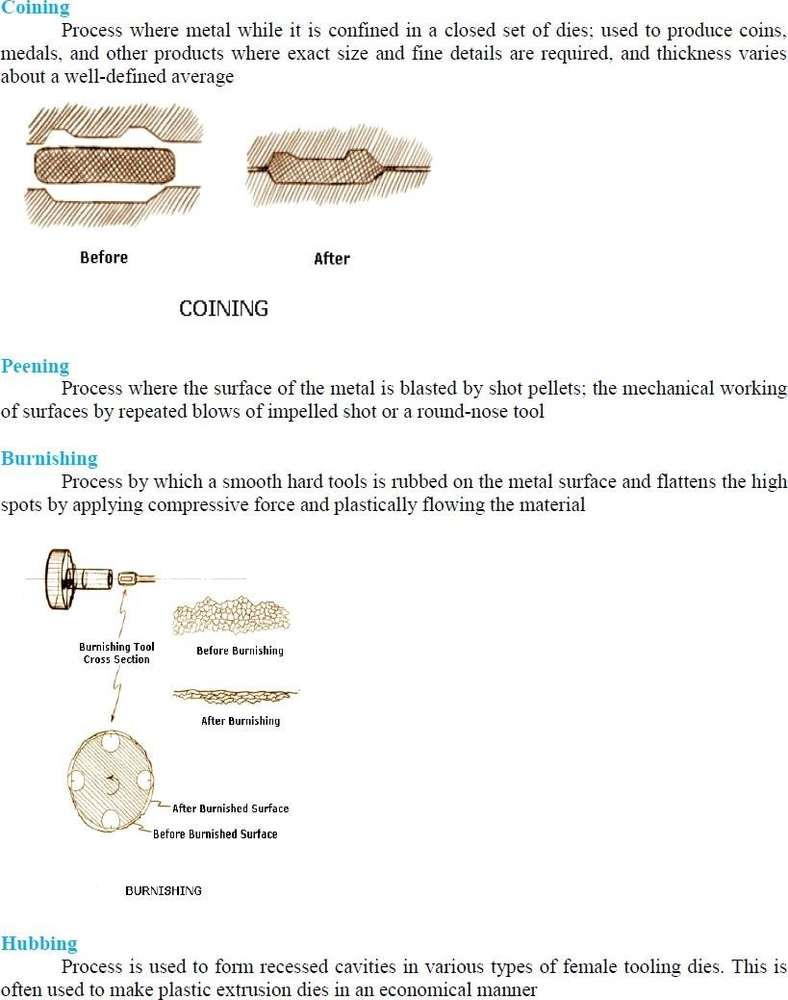 Coining
Process where metal while it is confined in a closed set of dies; used to produce coins,
medals, and other products where exact size and fine details are required, and thickness varies
about a well-defined average
Before
After
COINING
Peening
Process where the surface of the metal is blasted by shot pellets; the mechanical working
of surfaces by repeated blows of impelled shot or a round-nose tool
Burnishing
Process by which a smooth hard tools is rubbed on the metal surface and flattens the high
spots by applying compressive force and plastically flowing the material
Burnishing Tool
Cross Section
Before Burnishing
After Burnishing
After Burnished Surface
Before Burnished Surface
BURNISHING
Hubbing
Process is used to form recessed cavities in various types of female tooling dies. This is
often used to make plastic extrusion dies in an economical manner